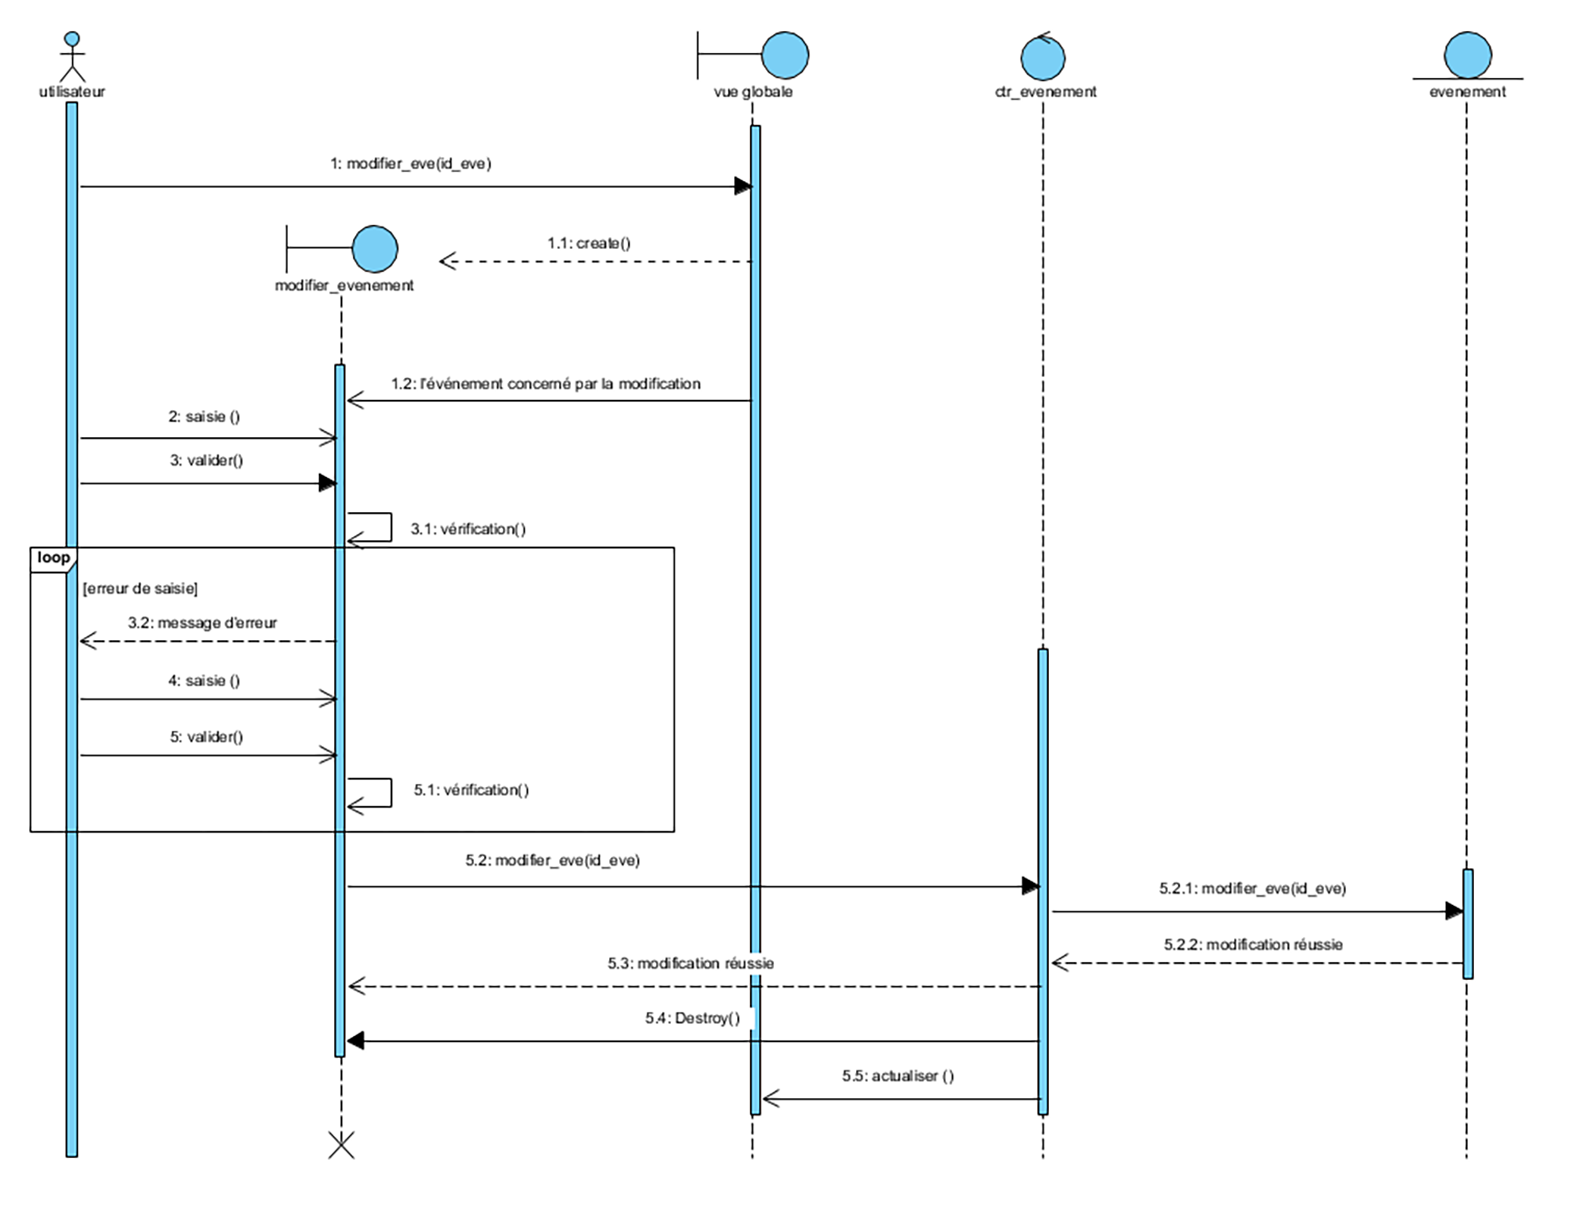 utilisateur
vue globale
ctr_evenement
evenement
1: modifier_eve(id_eve)
1.1: create()
modifier_evenement
1.2: l'événement concerné par la modification
2: saisie ()
3: valider()
3.1: vérification()
loop
[erreur de saisie]
3.2: message d'erreur
4: saisie ()
5: valider()
5.1: vérification()
5.2: modifier_eve(id_eve)
5.2.1: modifier_eve(id_eve)
5.2.2: modification réussie
5.3: modification réussie
5.4: Destroy()
5.5: actualiser ()